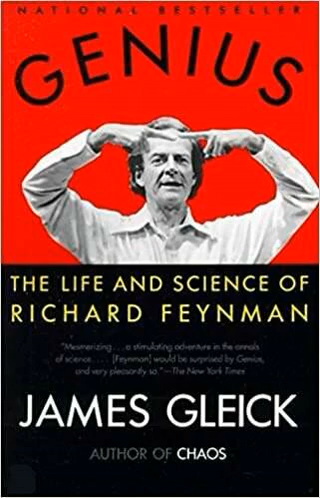 NATIONAL BESTSELLER
GENIUS
THE LIFE AND SCIENCE OF
RICHARD FEYNMAN
"Mesmerizing . . . a stimulating adventure in the annals
of science. . . . [Feynman] would be surprised by Genius,
and very pleasantly so."—The New York Times
JAMES GLEICK
AUTHOR OF CHAOS